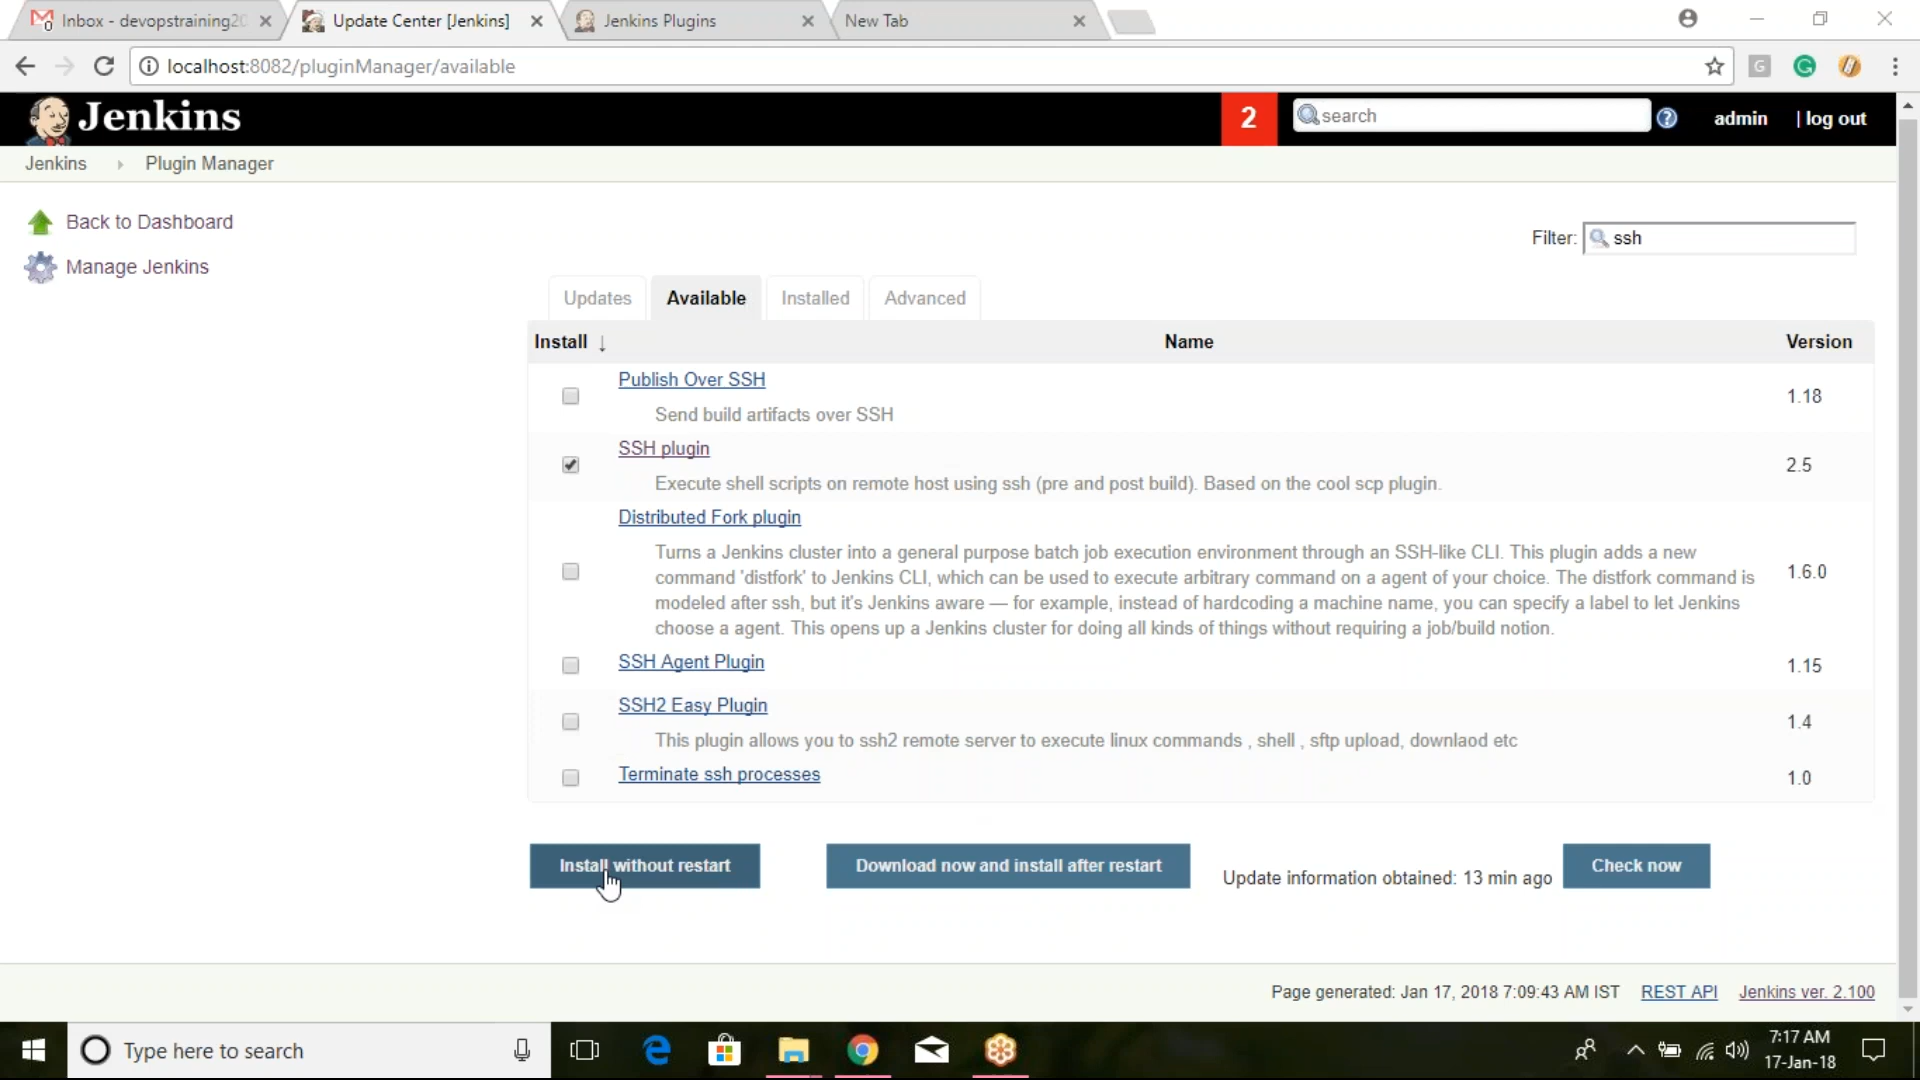 Inbox - devopstraining20
Update Center [Jenkins]
Jenkins Plugins
New Tab
localhost:8082/pluginManager/available
Jenkins
2
search
admin
| log out
Jenkins
Plugin Manager
Back to Dashboard
Manage Jenkins
Filter: ssh
Updates
Available
Installed
Advanced
Install ↓
Name
Version
Publish Over SSH
Send build artifacts over SSH
1.18
SSH plugin
Execute shell scripts on remote host using ssh (pre and post build). Based on the cool scp plugin.
2.5
Distributed Fork plugin
Turns a Jenkins cluster into a general purpose batch job execution environment through an SSH-like CLI. This plugin adds a new
command 'distfork' to Jenkins CLI, which can be used to execute arbitrary command on a agent of your choice. The distfork command is
modeled after ssh, but it's Jenkins aware — for example, instead of hardcoding a machine name, you can specify a label to let Jenkins
choose a agent. This opens up a Jenkins cluster for doing all kinds of things without requiring a job/build notion.
1.6.0
SSH Agent Plugin
1.15
SSH2 Easy Plugin
This plugin allows you to ssh2 remote server to execute linux commands , shell , sftp upload, downlaod etc
1.4
Terminate ssh processes
1.0
Install without restart
Download now and install after restart
Update information obtained: 13 min ago
Check now
Page generated: Jan 17, 2018 7:09:43 AM IST
REST API
Jenkins ver. 2.100
Type here to search
7:17 AM
17-Jan-18